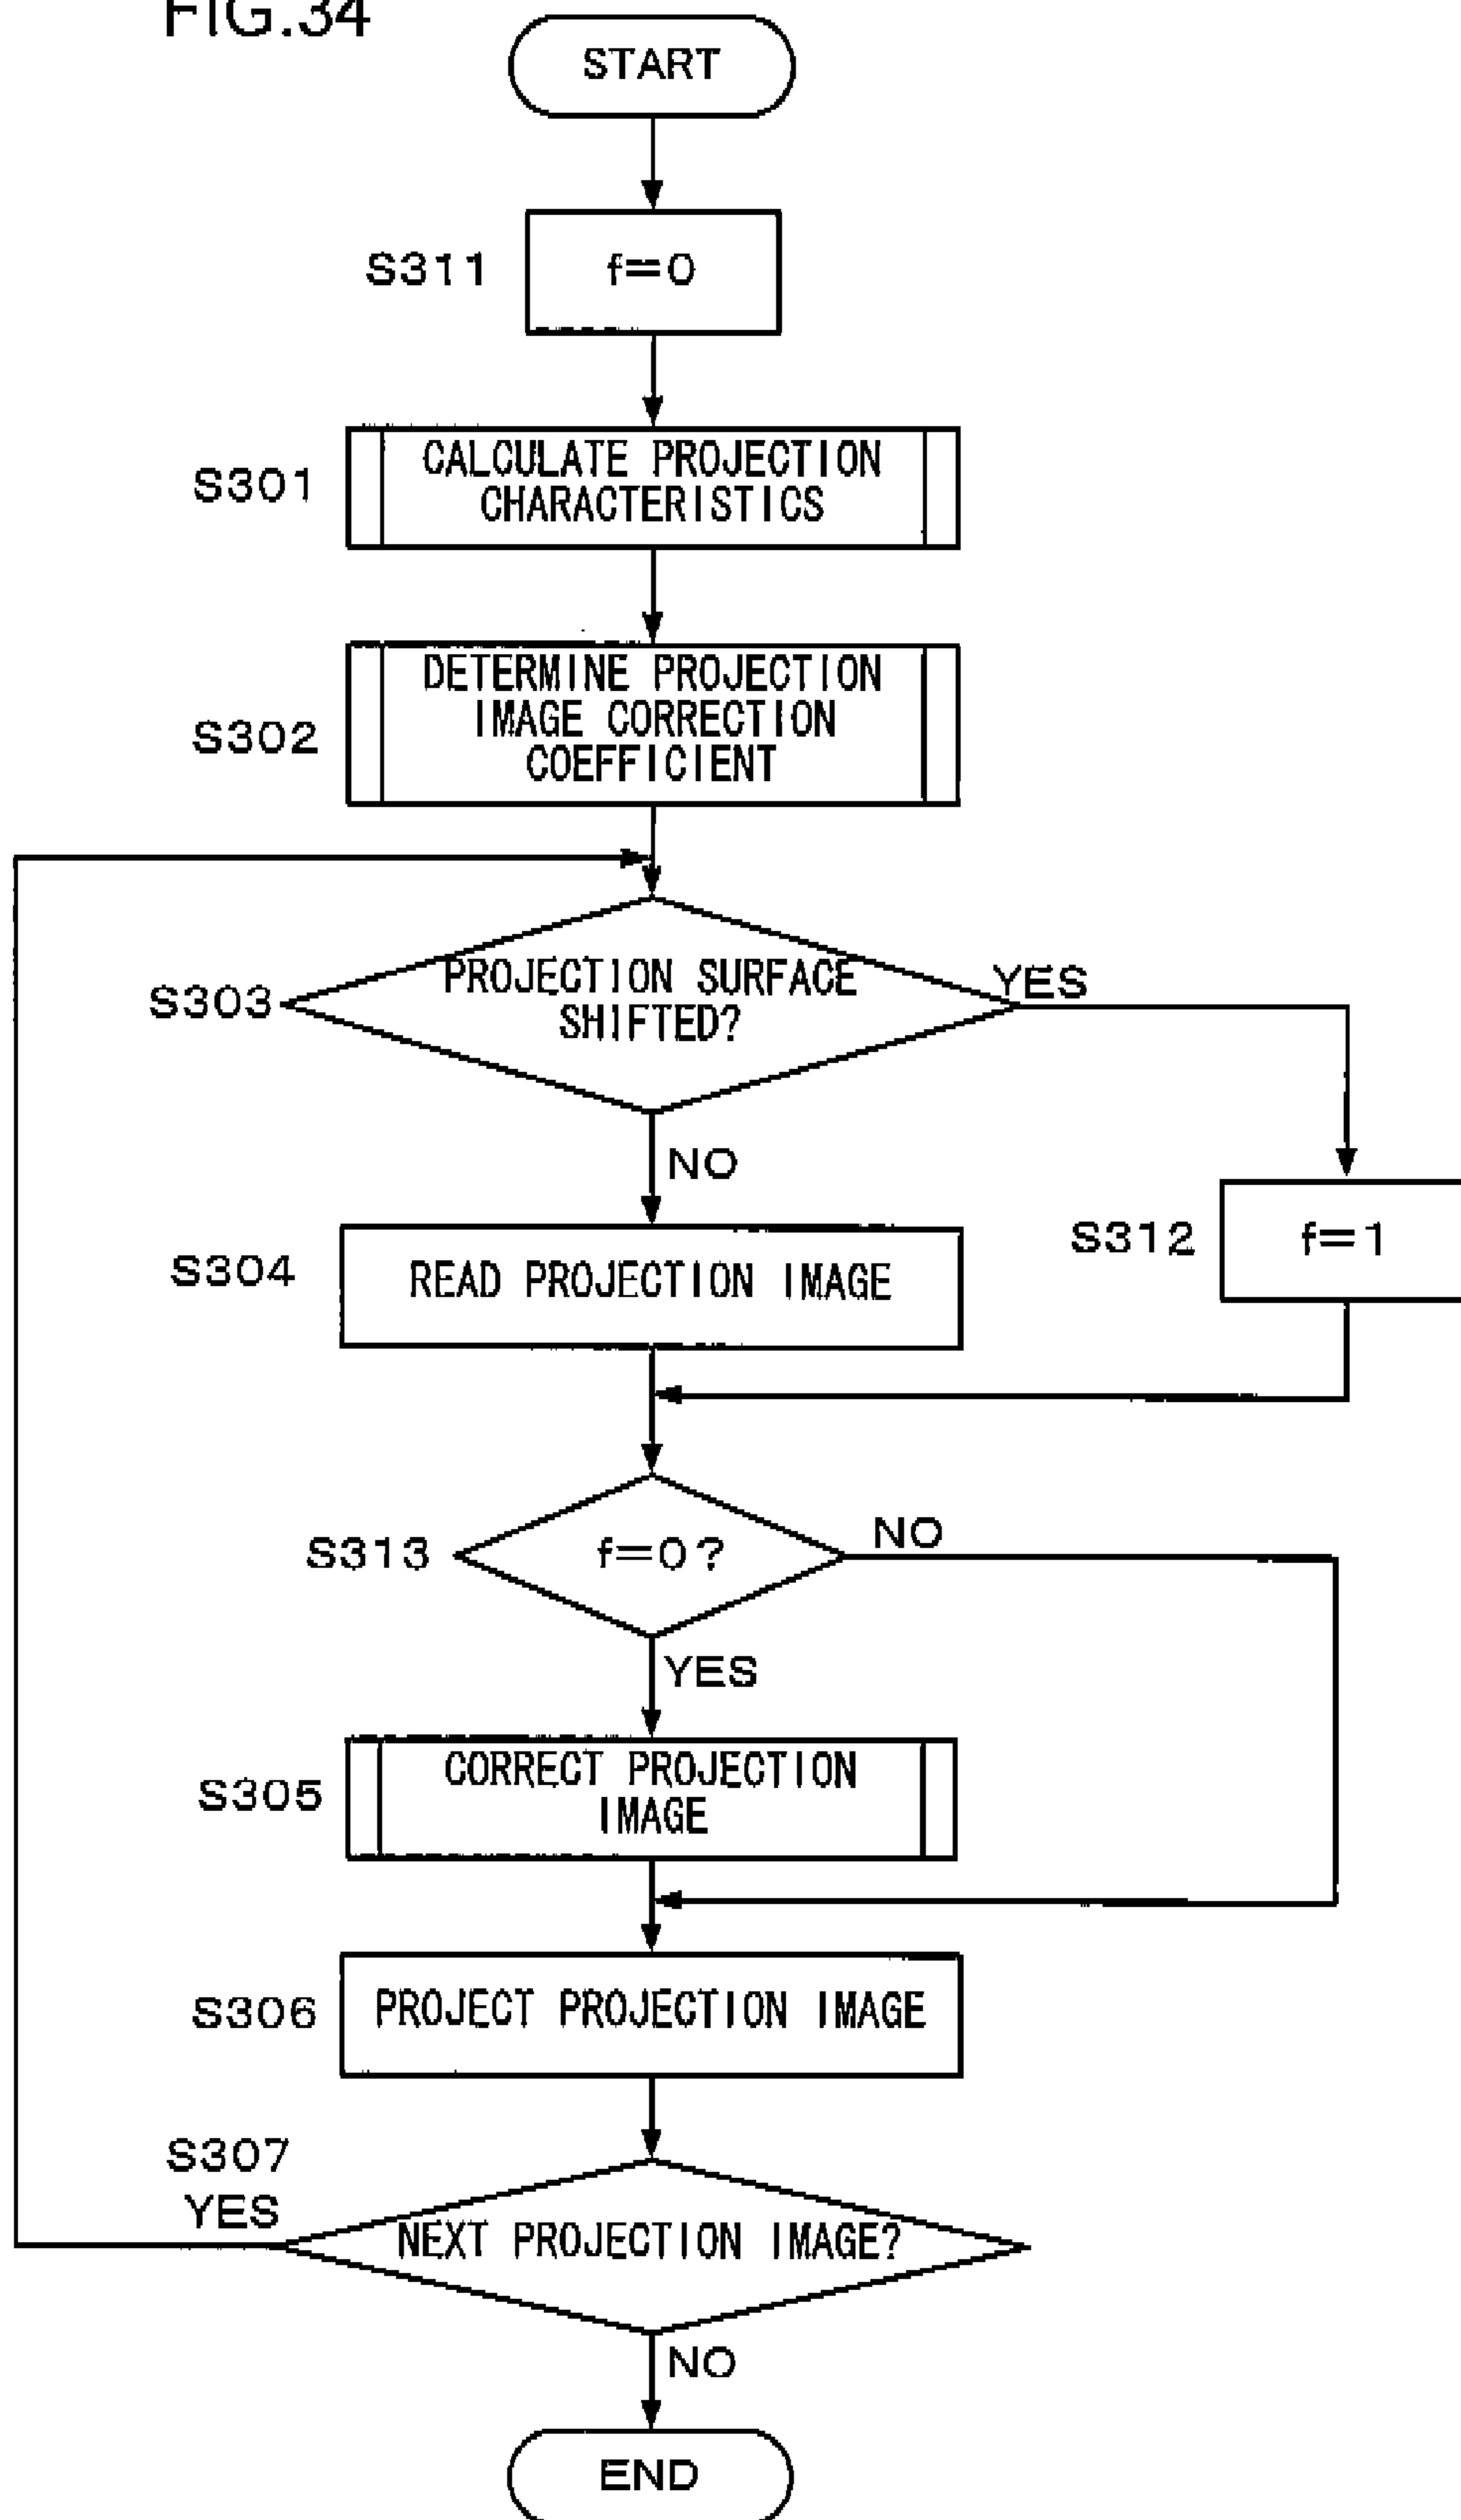 FIG.34
START
S311
f=0
S301
CALCULATE PROJECTION
CHARACTERISTICS
S302
DETERMINE PROJECTION
IMAGE CORRECTION
COEFFICIENT
S303
PROJECTION SURFACE
SHIFTED?
YES
NO
S304
READ PROJECTION IMAGE
S312
f=1
S313
f=0?
NO
YES
S305
CORRECT PROJECTION
IMAGE
S306
PROJECT PROJECTION IMAGE
S307
YES
NEXT PROJECTION IMAGE?
NO
END